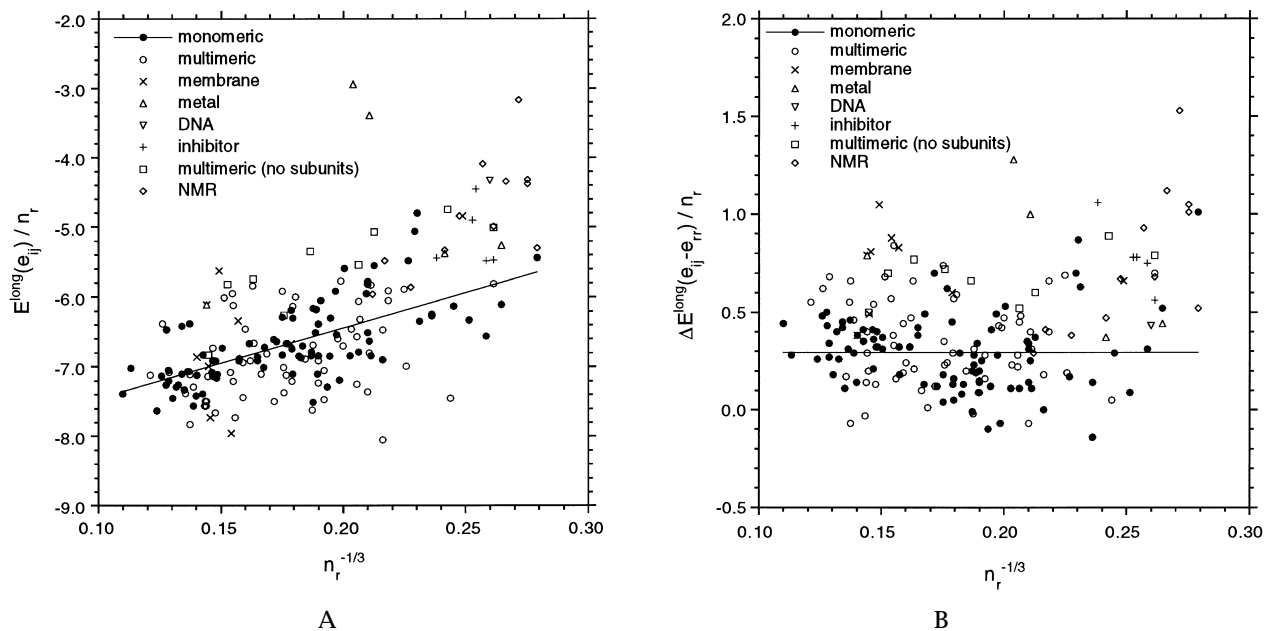 -2.0
-3.0
-4.0
-5.0
-6.0
-7.0
-8.0
-9.0
0.10 0.15 0.20 0.25 0.30
E^long(e_ij) / n_r
n_r^-1/3
monomeric
multimeric
membrane
metal
DNA
inhibitor
multimeric (no subunits)
NMR
A
2.0
1.5
1.0
0.5
0.0
-0.5
0.10 0.15 0.20 0.25 0.30
ΔE^long(e_ij-e_rr) / n_r
n_r^-1/3
monomeric
multimeric
membrane
metal
DNA
inhibitor
multimeric (no subunits)
NMR
B